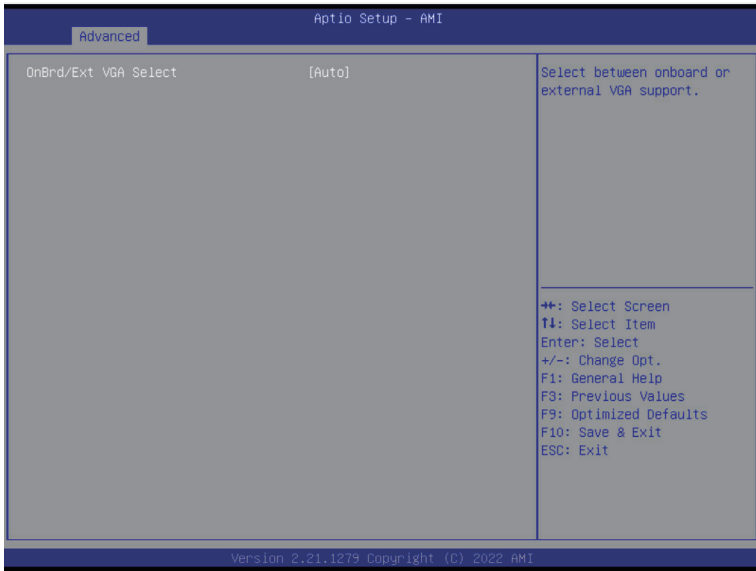 Aptio Setup - AMI
Advanced
OnBrd/Ext VGA Select [Auto]
Select between onboard or
external VGA support.
→←: Select Screen
↑↓: Select Item
Enter: Select
+/-: Change Opt.
F1: General Help
F3: Previous Values
F9: Optimized Defaults
F10: Save & Exit
ESC: Exit
Version 2.21.1279 Copyright (C) 2022 AMI